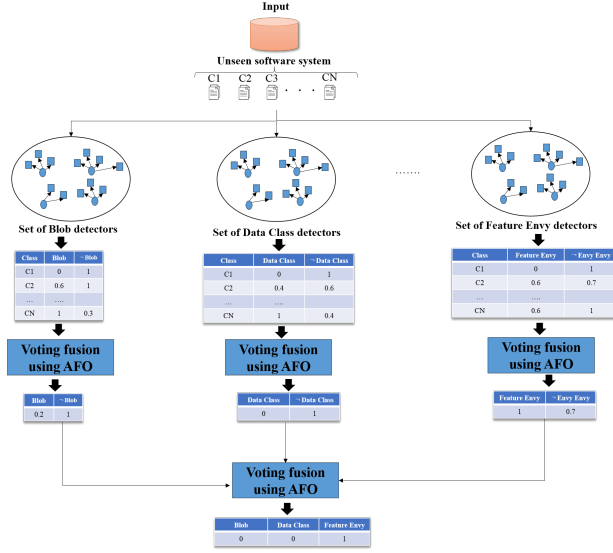 Input
Unseen software system
C1 C2 C3 . . . CN
.......
Set of Blob detectors
Set of Data Class detectors
Set of Feature Envy detectors
Class Blob ¬Blob
C1 0 1
C2 0.6 1
... ....
CN 1 0.3
Class Data Class ¬Data Class
C1 0 1
C2 0.4 0.6
... ....
CN 1 0.4
Class Feature Envy ¬Envy Envy
C1 0 1
C2 0.6 0.7
... ....
CN 0.6 1
Voting fusion
using AFO
Voting fusion
using AFO
Voting fusion
using AFO
Blob ¬Blob
0.2 1
Data Class ¬Data Class
0 1
Feature Envy ¬Envy Envy
1 0.7
Voting fusion
using AFO
Blob Data Class Feature Envy
0 0 1